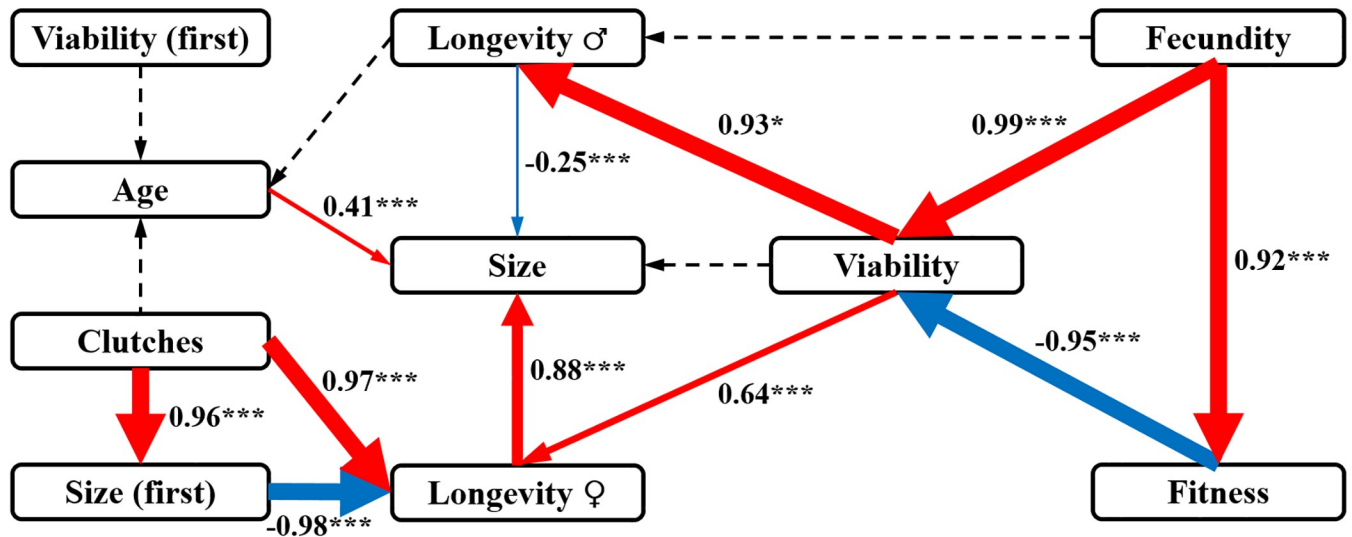 Viability (first)
Longevity ♂
Fecundity
0.93*
0.99***
-0.25***
Age
0.41***
Size
Viability
0.92***
Clutches
0.97***
0.88***
-0.95***
0.64***
0.96***
Size (first)
Longevity ♀
Fitness
-0.98***